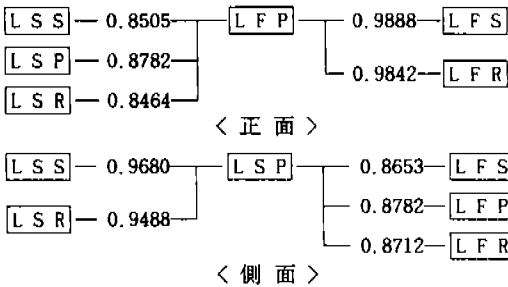 LSS 0.8505 LFP 0.9888 LFS
LSP 0.8782
0.9842 LFR
LSR 0.8464
＜正面＞
LSS 0.9680 LSP 0.8653 LFS
0.8782 LFP
LSR 0.9488
0.8712 LFR
＜側面＞